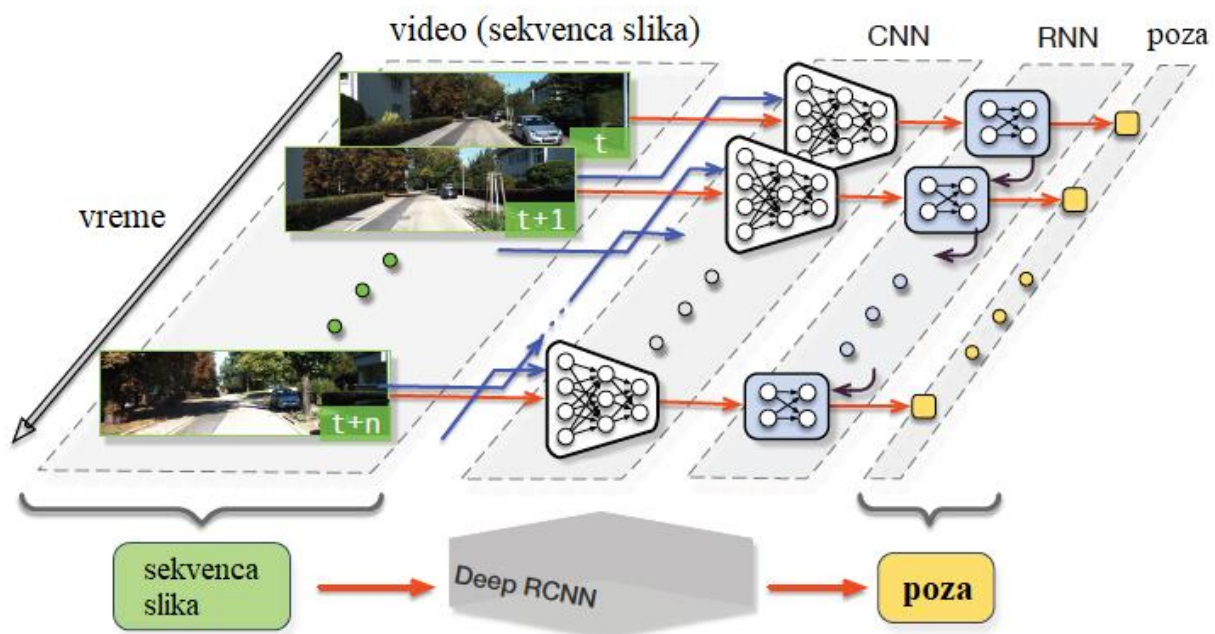 video (sekvenca slika)
CNN
RNN
poza
t
t+1
vreme
t+n
sekvenca
slika
Deep RCNN
poza